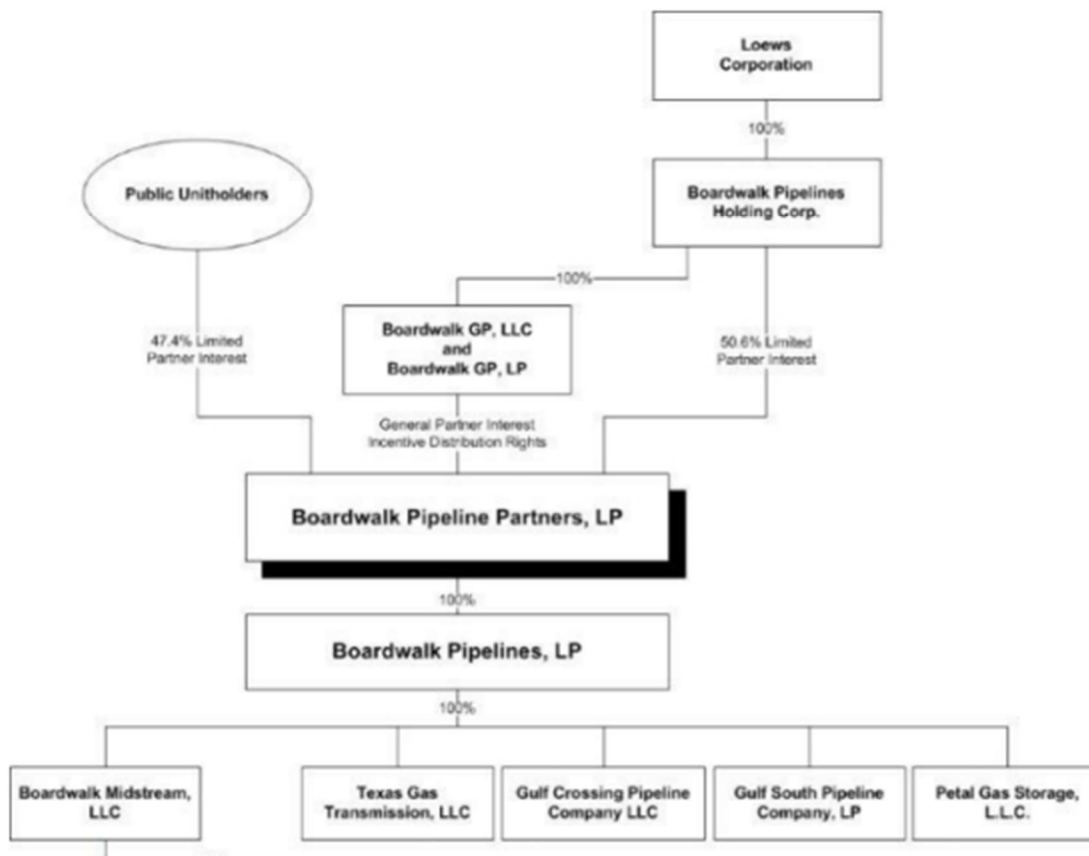 Loews
Corporation
100%
Boardwalk Pipelines
Holding Corp.
Public Unitholders
100%
Boardwalk GP, LLC
and
Boardwalk GP, LP
47.4% Limited
Partner Interest
50.6% Limited
Partner Interest
General Partner Interest
Incentive Distribution Rights
Boardwalk Pipeline Partners, LP
100%
Boardwalk Pipelines, LP
100%
Boardwalk Midstream,
LLC
Texas Gas
Transmission, LLC
Gulf Crossing Pipeline
Company LLC
Gulf South Pipeline
Company, LP
Petal Gas Storage,
L.L.C.